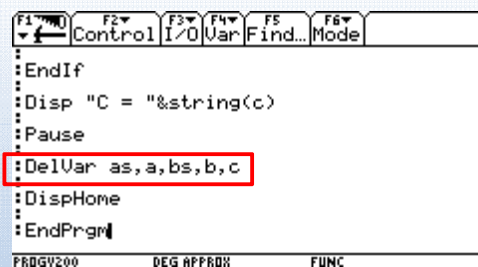 F1 F2 F3 F4 F5 F6
Control I/O Var Find… Mode
:EndIf
:Disp "C = "&string(c)
:Pause
:DelVar as,a,bs,b,c
:DispHome
:EndPrgm
PROGV200 DEG APPROX FUNC